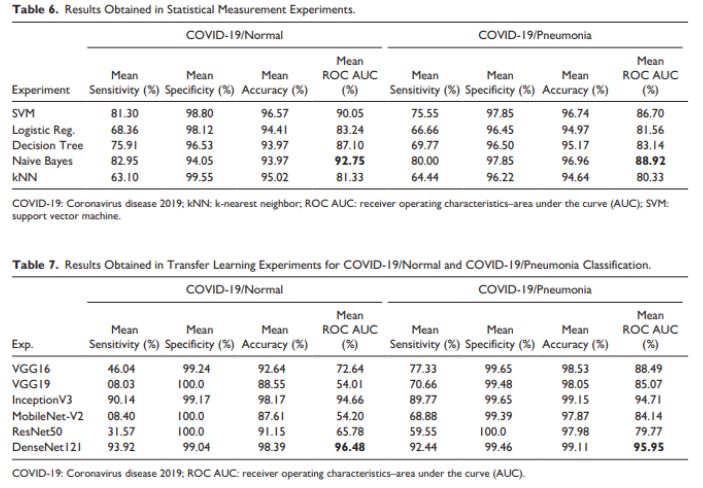 Table 6. Results Obtained in Statistical Measurement Experiments.
COVID-19/Normal COVID-19/Pneumonia
Mean Mean
Mean Mean Mean ROC AUC Mean Mean Mean ROC AUC
Experiment Sensitivity (%) Specificity (%) Accuracy (%) (%) Sensitivity (%) Specificity (%) Accuracy (%) (%)
SVM 81.30 98.80 96.57 90.05 75.55 97.85 96.74 86.70
Logistic Reg. 68.36 98.12 94.41 83.24 66.66 96.45 94.97 81.56
Decision Tree 75.91 96.53 93.97 87.10 69.77 96.50 95.17 83.14
Naive Bayes 82.95 94.05 93.97 92.75 80.00 97.85 96.96 88.92
kNN 63.10 99.55 95.02 81.33 64.44 96.22 94.64 80.33
COVID-19: Coronavirus disease 2019; kNN: k-nearest neighbor; ROC AUC: receiver operating characteristics–area under the curve (AUC); SVM:
support vector machine.
Table 7. Results Obtained in Transfer Learning Experiments for COVID-19/Normal and COVID-19/Pneumonia Classification.
COVID-19/Normal COVID-19/Pneumonia
Mean Mean
Mean Mean Mean ROC AUC Mean Mean Mean ROC AUC
Exp. Sensitivity (%) Specificity (%) Accuracy (%) (%) Sensitivity (%) Specificity (%) Accuracy (%) (%)
VGG16 46.04 99.24 92.64 72.64 77.33 99.65 98.53 88.49
VGG19 08.03 100.0 88.55 54.01 70.66 99.48 98.05 85.07
InceptionV3 90.14 99.17 98.17 94.66 89.77 99.65 99.15 94.71
MobileNet-V2 08.40 100.0 87.61 54.20 68.88 99.39 97.87 84.14
ResNet50 31.57 100.0 91.15 65.78 59.55 100.0 97.98 79.77
DenseNet121 93.92 99.04 98.39 96.48 92.44 99.46 99.11 95.95
COVID-19: Coronavirus disease 2019; ROC AUC: receiver operating characteristics–area under the curve (AUC).